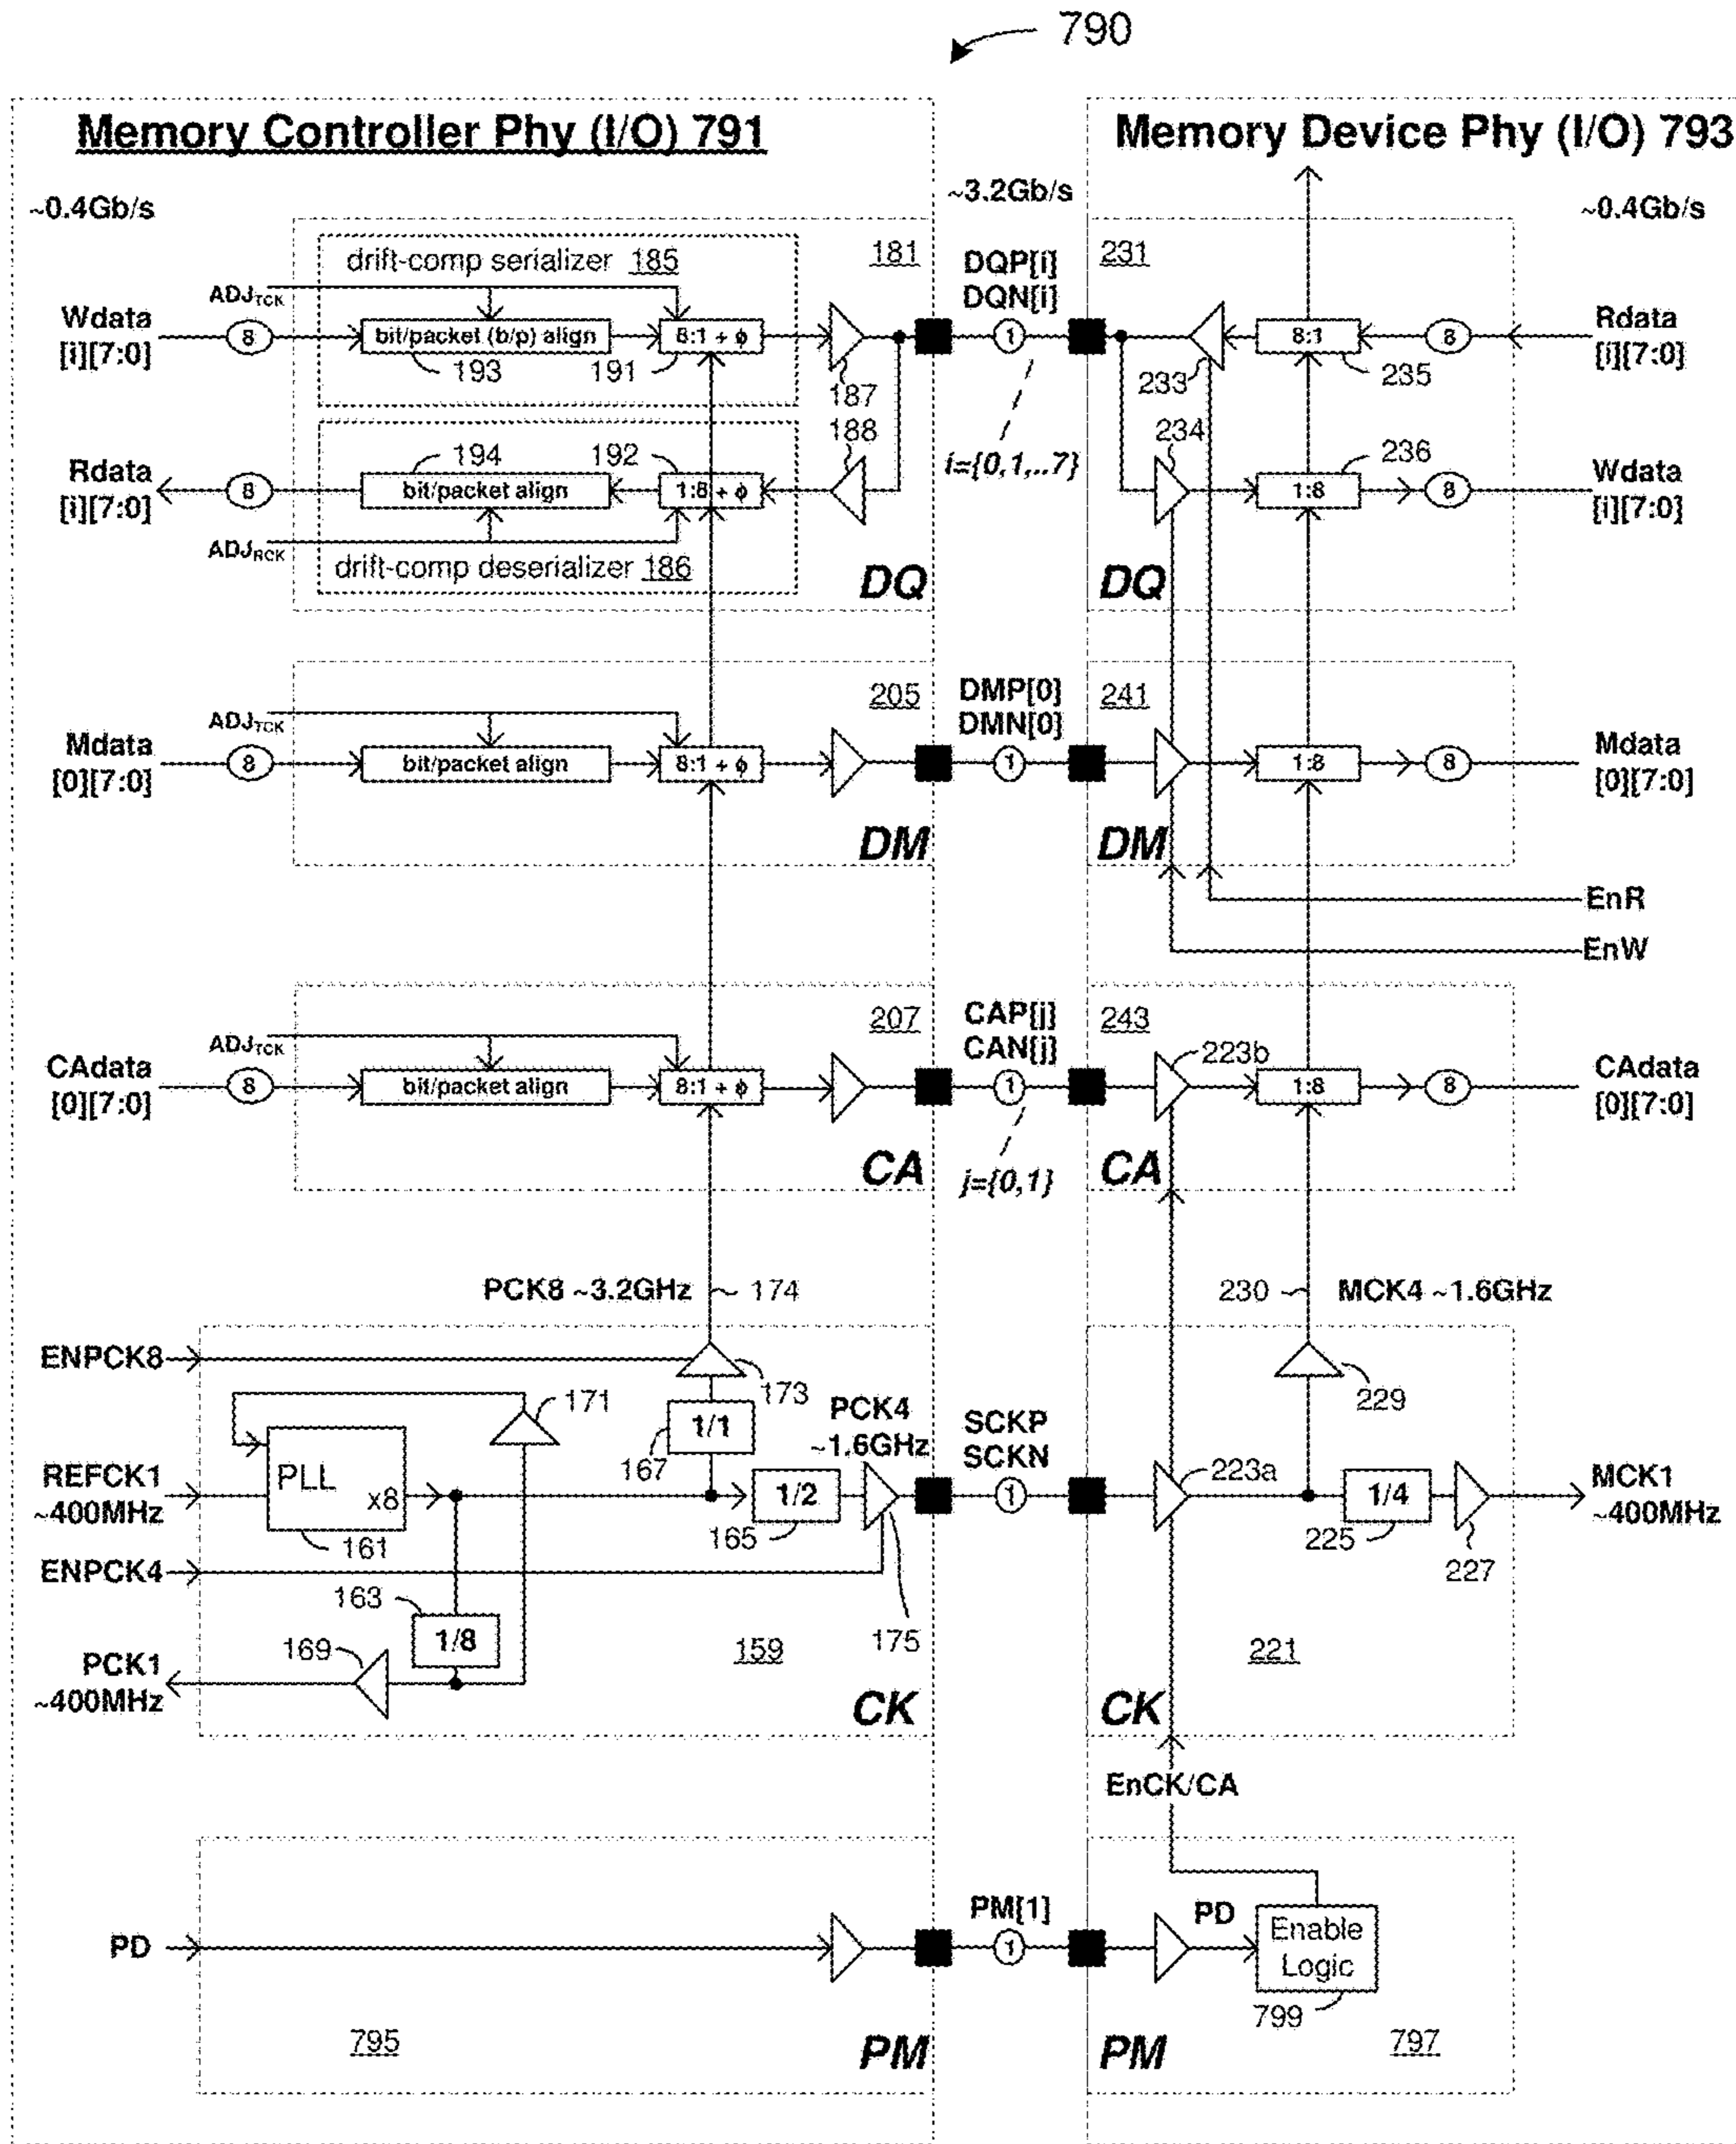 790
Memory Controller Phy (I/O) 791
Memory Device Phy (I/O) 793
~0.4Gb/s
~3.2Gb/s
~0.4Gb/s
drift-comp serializer 185
181
DQP[i]
DQN[i]
231
ADJTCK
Wdata
[i][7:0]
8
bit/packet (b/p) align
8:1 + ϕ
1
8:1
8
Rdata
[i][7:0]
193
191
187
233
235
188
i={0,1,..7}
234
236
194
192
Rdata
[i][7:0]
8
bit/packet align
1:8 + ϕ
1:8
8
Wdata
[i][7:0]
ADJRCK
drift-comp deserializer 186
DQ
DQ
205
DMP[0]
DMN[0]
241
ADJTCK
Mdata
[0][7:0]
8
bit/packet align
8:1 + ϕ
1
1:8
8
Mdata
[0][7:0]
DM
DM
EnR
EnW
207
CAP[j]
CAN[j]
243
ADJTCK
223b
CAdata
[0][7:0]
8
bit/packet align
8:1 + ϕ
1
1:8
8
CAdata
[0][7:0]
CA
j={0,1}
CA
PCK8 ~3.2GHz
174
230
MCK4 ~1.6GHz
ENPCK8
171
173
229
1/1
167
PCK4
~1.6GHz
SCKP
SCKN
REFCK1
~400MHz
PLL
x8
161
1/2
165
1
223a
1/4
225
227
MCK1
~400MHz
ENPCK4
163
1/8
169
PCK1
~400MHz
159
175
221
CK
CK
EnCK/CA
PD
PM[1]
1
PD
Enable
Logic
799
795
PM
PM
797